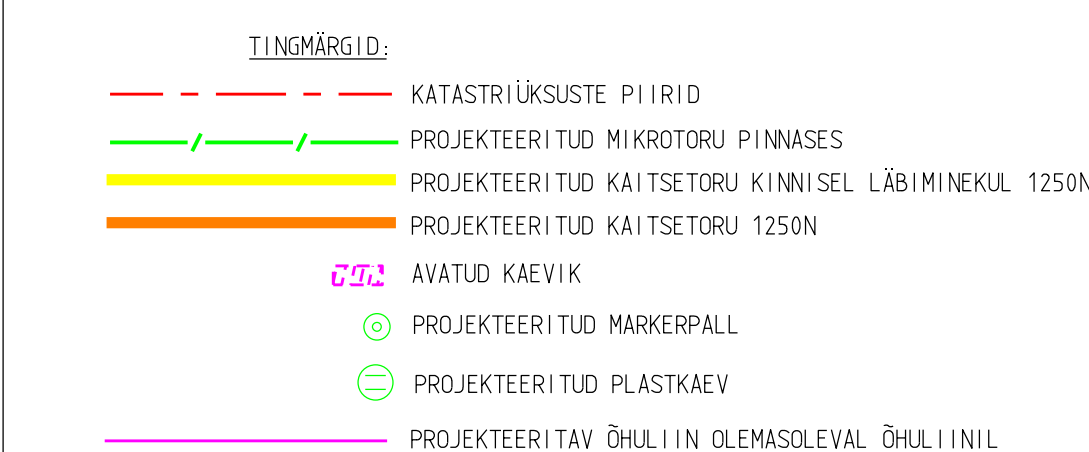 TINGMÄRGID:
KATASTRIÜKSUSTE PIIRID
PROJEKTEERITUD MIKROTORU PINNASES
PROJEKTEERITUD KAITSETORU KINNISEL LÄBIMINEKUL 1250N
PROJEKTEERITUD KAITSETORU 1250N
AVATUD KAEVIK
PROJEKTEERITUD MARKERPALL
PROJEKTEERITUD PLASTKAEV
PROJEKTEERITAV ÕHULIIN OLEMASOLEVAL ÕHULIINIL